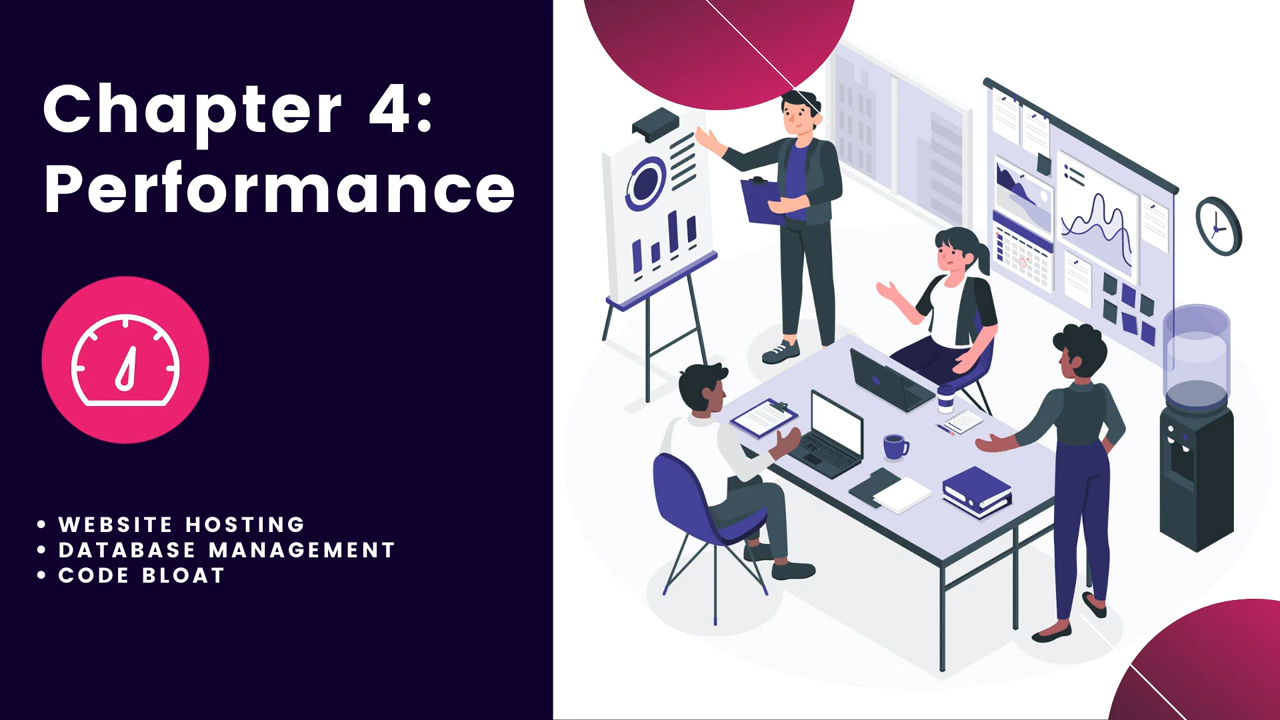 Chapter 4:
Performance
• WEBSITE HOSTING
• DATABASE MANAGEMENT
• CODE BLOAT